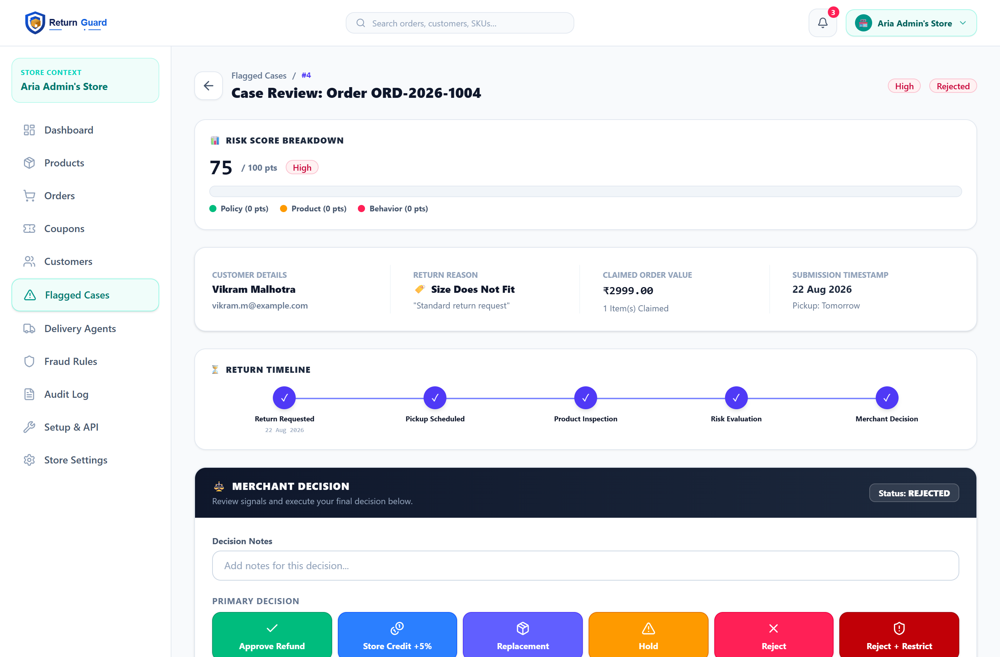 Return Guard
Search orders, customers, SKUs...
3
Aria Admin's Store
STORE CONTEXT
Aria Admin's Store
Dashboard
Products
Orders
Coupons
Customers
Flagged Cases
Delivery Agents
Fraud Rules
Audit Log
Setup & API
Store Settings
Flagged Cases / #4
Case Review: Order ORD-2026-1004
High
Rejected
RISK SCORE BREAKDOWN
75 / 100 pts High
Policy (0 pts) Product (0 pts) Behavior (0 pts)
CUSTOMER DETAILS
Vikram Malhotra
vikram.m@example.com
RETURN REASON
Size Does Not Fit
"Standard return request"
CLAIMED ORDER VALUE
₹2999.00
1 Item(s) Claimed
SUBMISSION TIMESTAMP
22 Aug 2026
Pickup: Tomorrow
RETURN TIMELINE
Return Requested
22 Aug 2026
Pickup Scheduled
Product Inspection
Risk Evaluation
Merchant Decision
MERCHANT DECISION
Review signals and execute your final decision below.
Status: REJECTED
Decision Notes
Add notes for this decision...
PRIMARY DECISION
Approve Refund
Store Credit +5%
Replacement
Hold
Reject
Reject + Restrict